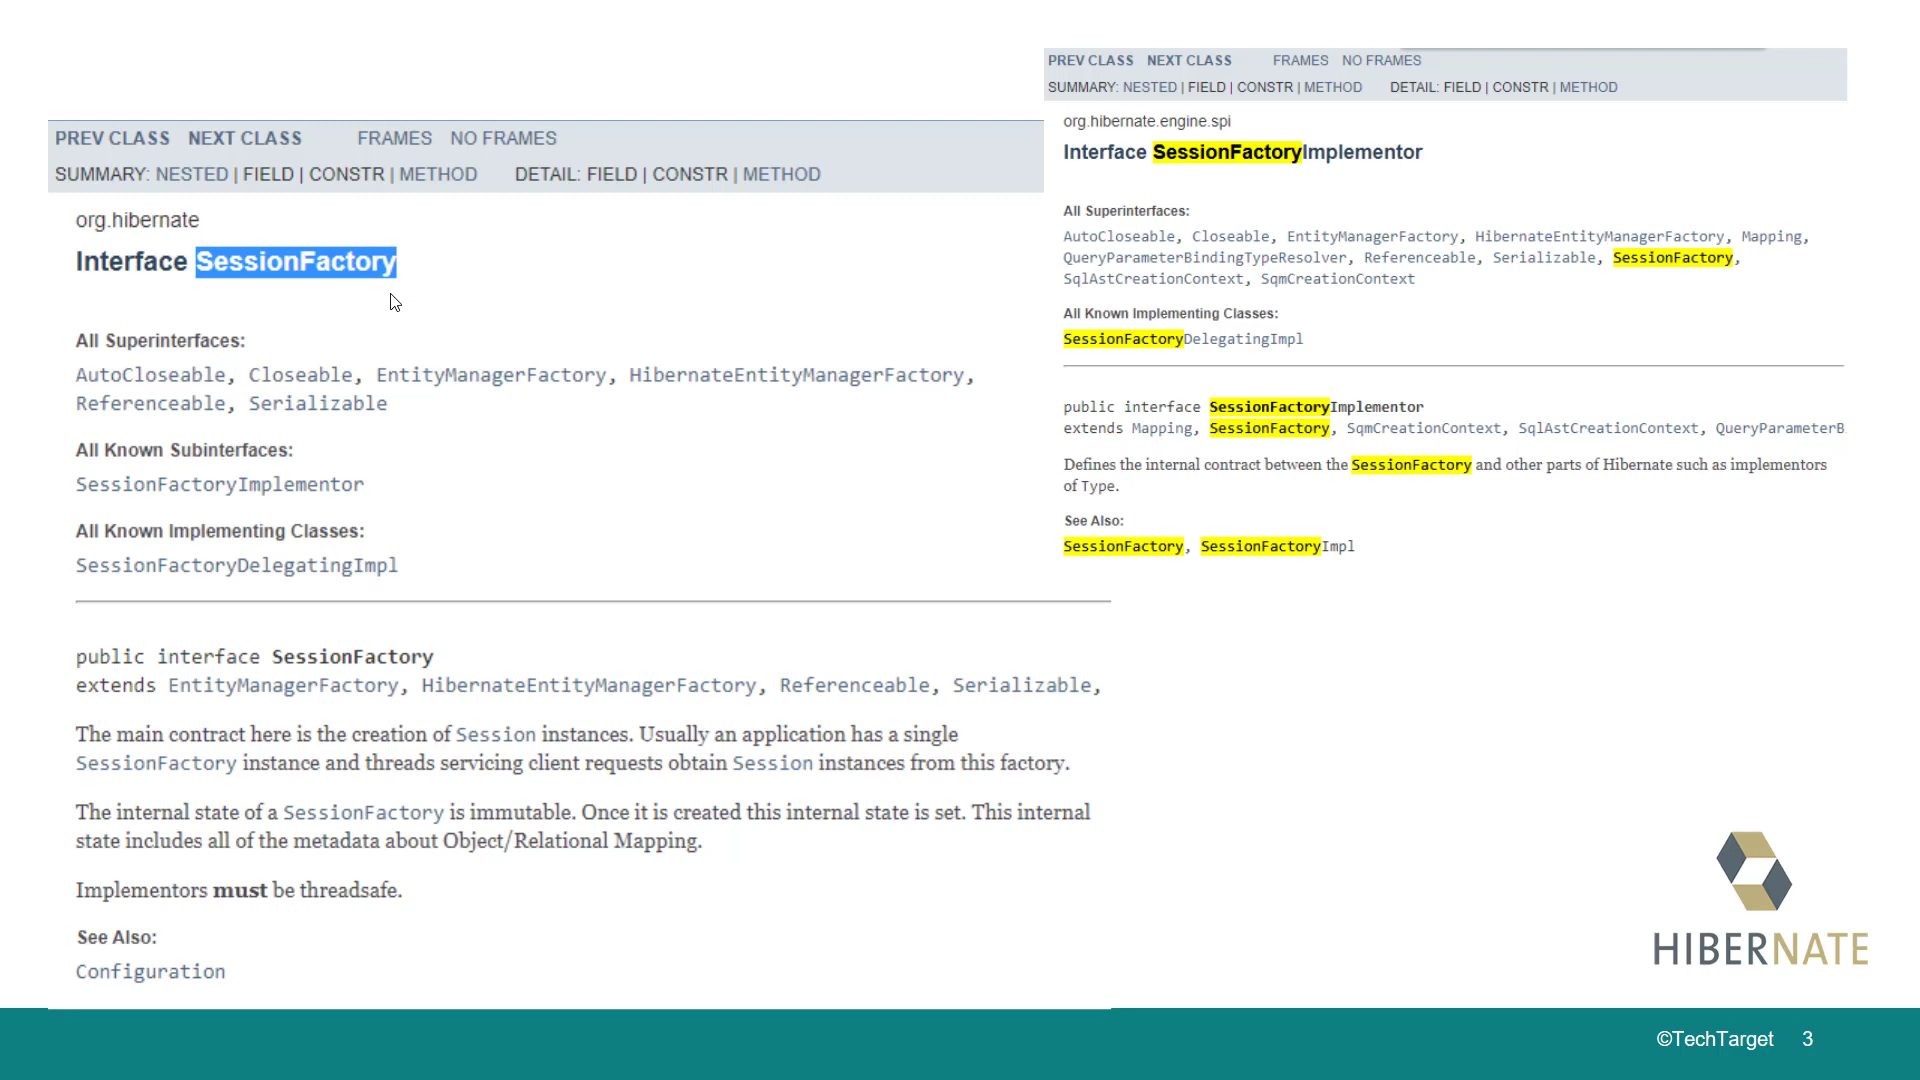 PREV CLASS NEXT CLASS FRAMES NO FRAMES
SUMMARY: NESTED | FIELD | CONSTR | METHOD DETAIL: FIELD | CONSTR | METHOD
org.hibernate
Interface SessionFactory
All Superinterfaces:
AutoCloseable, Closeable, EntityManagerFactory, HibernateEntityManagerFactory,
Referenceable, Serializable
All Known Subinterfaces:
SessionFactoryImplementor
All Known Implementing Classes:
SessionFactoryDelegatingImpl
public interface SessionFactory
extends EntityManagerFactory, HibernateEntityManagerFactory, Referenceable, Serializable,
The main contract here is the creation of Session instances. Usually an application has a single
SessionFactory instance and threads servicing client requests obtain Session instances from this factory.
The internal state of a SessionFactory is immutable. Once it is created this internal state is set. This internal
state includes all of the metadata about Object/Relational Mapping.
Implementors must be threadsafe.
See Also:
Configuration
PREV CLASS NEXT CLASS FRAMES NO FRAMES
SUMMARY: NESTED | FIELD | CONSTR | METHOD DETAIL: FIELD | CONSTR | METHOD
org.hibernate.engine.spi
Interface SessionFactoryImplementor
All Superinterfaces:
AutoCloseable, Closeable, EntityManagerFactory, HibernateEntityManagerFactory, Mapping,
QueryParameterBindingTypeResolver, Referenceable, Serializable, SessionFactory,
SqlAstCreationContext, SqmCreationContext
All Known Implementing Classes:
SessionFactoryDelegatingImpl
public interface SessionFactoryImplementor
extends Mapping, SessionFactory, SqmCreationContext, SqlAstCreationContext, QueryParameterB
Defines the internal contract between the SessionFactory and other parts of Hibernate such as implementors
of Type.
See Also:
SessionFactory, SessionFactoryImpl
HIBERNATE
©TechTarget 3